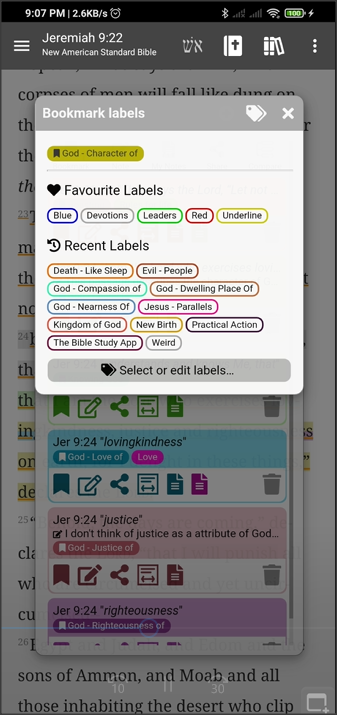 9:07 PM | 2.6KB/s
100
Jeremiah 9:22
New American Standard Bible
אשׁ
corpses of men will fall like dung on
Bookmark labels
God - Character of
Favourite Labels
Blue Devotions Leaders Red Underline
Recent Labels
Death - Like Sleep Evil - People
God - Compassion of God - Dwelling Place Of
God - Nearness Of Jesus - Parallels
Kingdom of God New Birth Practical Action
The Bible Study App Weird
Select or edit labels...
Jer 9:24 "lovingkindness"
God - Love of Love
Jer 9:24 "justice"
I don't think of justice as a attribute of God...
God - Justice of
Jer 9:24 "righteousness"
God - Righteousness of
10 30
sons of Ammon, and Moab and all
those inhabiting the desert who clip